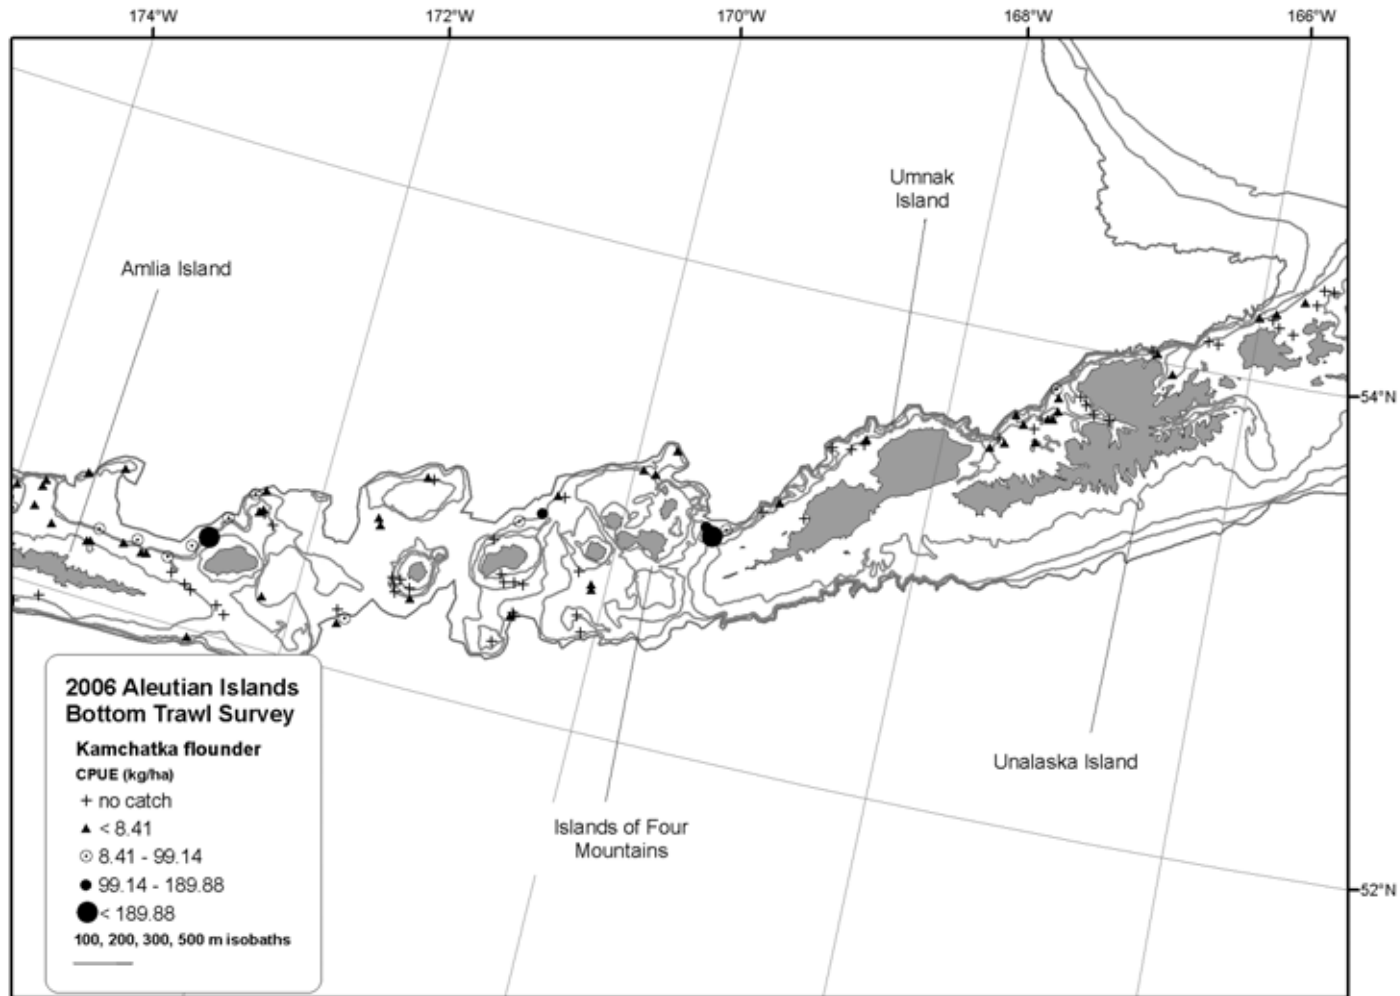 174°W
172°W
170°W
168°W
166°W
Umnak
Island
Amlia Island
54°N
Unalaska Island
Islands of Four
Mountains
52°N
2006 Aleutian Islands
Bottom Trawl Survey
Kamchatka flounder
CPUE (kg/ha)
no catch
< 8.41
8.41 - 99.14
99.14 - 189.88
< 189.88
100, 200, 300, 500 m isobaths